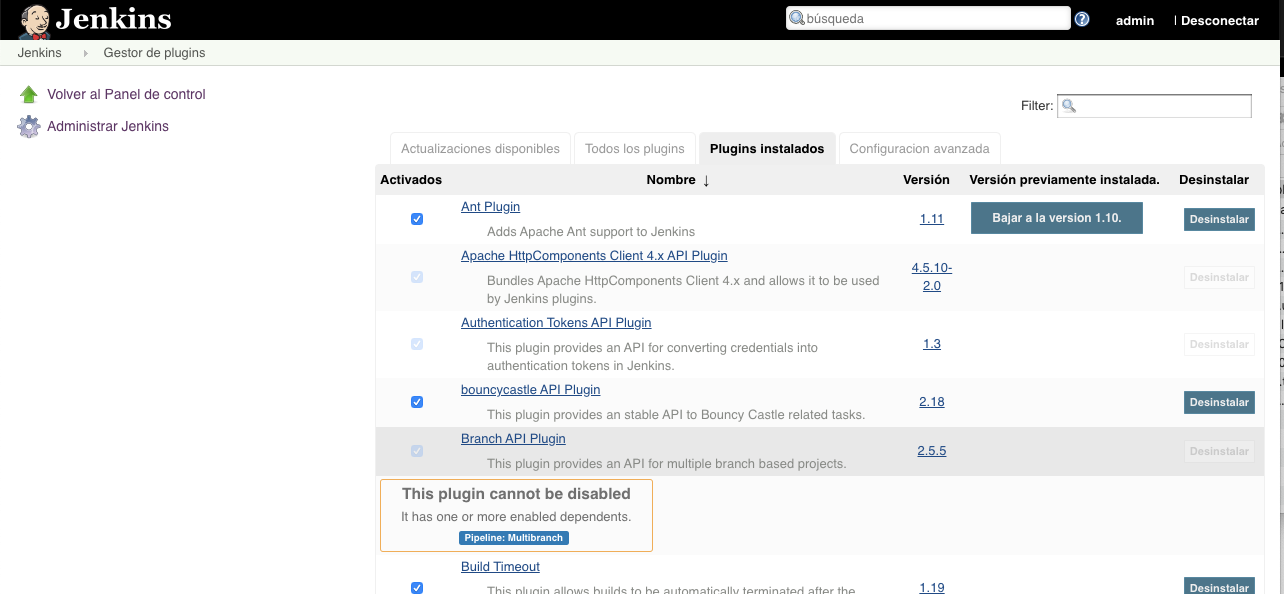 Jenkins
búsqueda
admin
| Desconectar
Jenkins
Gestor de plugins
Volver al Panel de control
Administrar Jenkins
Filter:
Actualizaciones disponibles
Todos los plugins
Plugins instalados
Configuracion avanzada
Activados
Nombre ↓
Versión
Versión previamente instalada.
Desinstalar
Ant Plugin
Adds Apache Ant support to Jenkins
1.11
Bajar a la version 1.10.
Desinstalar
Apache HttpComponents Client 4.x API Plugin
Bundles Apache HttpComponents Client 4.x and allows it to be used
by Jenkins plugins.
4.5.10-
2.0
Desinstalar
Authentication Tokens API Plugin
This plugin provides an API for converting credentials into
authentication tokens in Jenkins.
1.3
Desinstalar
bouncycastle API Plugin
This plugin provides an stable API to Bouncy Castle related tasks.
2.18
Desinstalar
Branch API Plugin
This plugin provides an API for multiple branch based projects.
2.5.5
Desinstalar
This plugin cannot be disabled
It has one or more enabled dependents.
Pipeline: Multibranch
Build Timeout
This plugin allows builds to be automatically terminated after the
1.19
Desinstalar